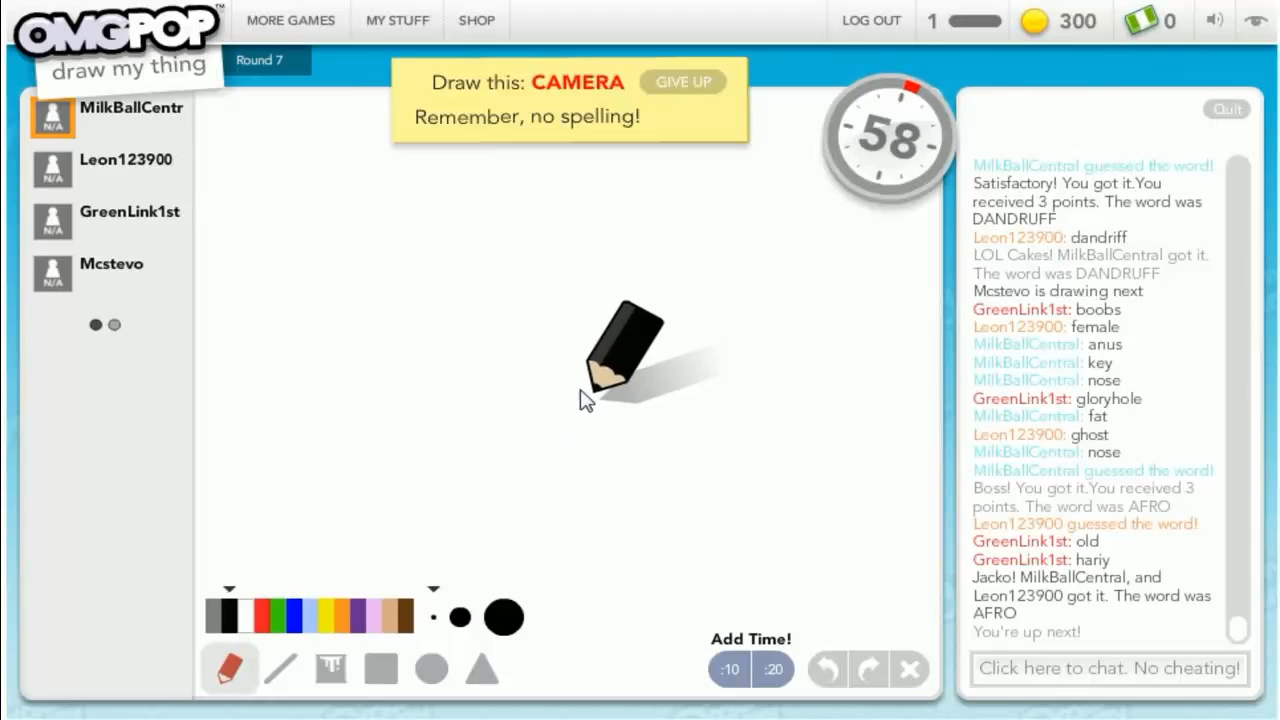 OMGPOP™
draw my thing
MORE GAMES
MY STUFF
SHOP
LOG OUT
1
300
0
Round 7
Draw this: CAMERA
GIVE UP
Remember, no spelling!
58
N/A
MilkBallCentr
N/A
Leon123900
N/A
GreenLink1st
N/A
Mcstevo
Quit
MilkBallCentral guessed the word!
Satisfactory! You got it.You
received 3 points. The word was
DANDRUFF
Leon123900: dandriff
LOL Cakes! MilkBallCentral got it.
The word was DANDRUFF
Mcstevo is drawing next
GreenLink1st: boobs
Leon123900: female
MilkBallCentral: anus
MilkBallCentral: key
MilkBallCentral: nose
GreenLink1st: gloryhole
MilkBallCentral: fat
Leon123900: ghost
MilkBallCentral: nose
MilkBallCentral guessed the word!
Boss! You got it.You received 3
points. The word was AFRO
Leon123900 guessed the word!
GreenLink1st: old
GreenLink1st: hariy
Jacko! MilkBallCentral, and
Leon123900 got it. The word was
AFRO
You're up next!
Click here to chat. No cheating!
Add Time!
:10
:20